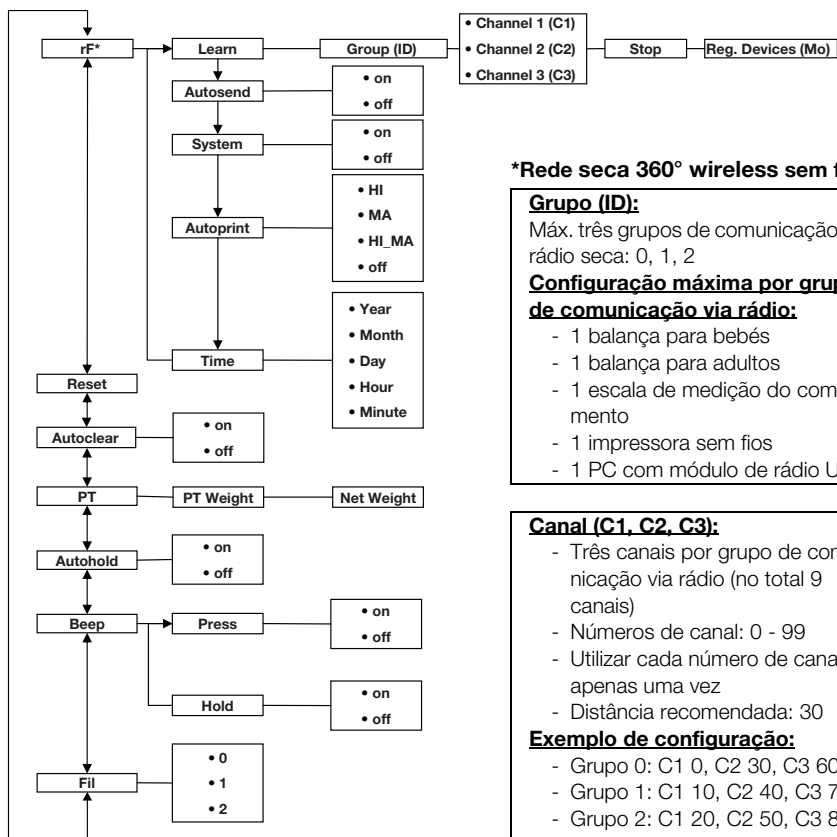 rF*
Learn
Group (ID)
• Channel 1 (C1)
• Channel 2 (C2)
• Channel 3 (C3)
Stop
Reg. Devices (Mo)
Autosend
• on
• off
System
• on
• off
Autoprint
• HI
• MA
• HI_MA
• off
Time
• Year
• Month
• Day
• Hour
• Minute
Reset
Autoclear
• on
• off
PT
PT Weight
Net Weight
Autohold
• on
• off
Beep
Press
• on
• off
Hold
• on
• off
Fil
• 0
• 1
• 2
*Rede seca 360° wireless sem
Grupo (ID):
Máx. três grupos de comunicação
rádio seca: 0, 1, 2
Configuração máxima por
de comunicação via rádio:
- 1 balança para bebés
- 1 balança para adultos
- 1 escala de medição do
mento
- 1 impressora sem fios
- 1 PC com módulo de rádio
Canal (C1, C2, C3):
- Três canais por grupo de
nicação via rádio (no total 9
canais)
- Números de canal: 0 - 99
- Utilizar cada número de
apenas uma vez
- Distância recomendada: 30
Exemplo de configuração:
- Grupo 0: C1 0, C2 30, C3 60
- Grupo 1: C1 10, C2 40, C3
- Grupo 2: C1 20, C2 50, C3